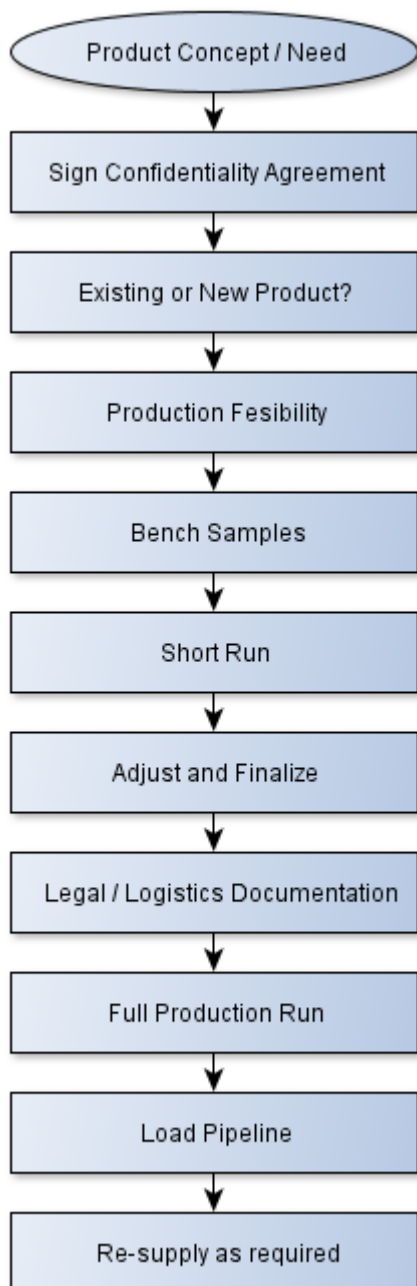 Product Concept / Need
Sign Confidentiality Agreement
Existing or New Product?
Production Fesibility
Bench Samples
Short Run
Adjust and Finalize
Legal / Logistics Documentation
Full Production Run
Load Pipeline
Re-supply as required